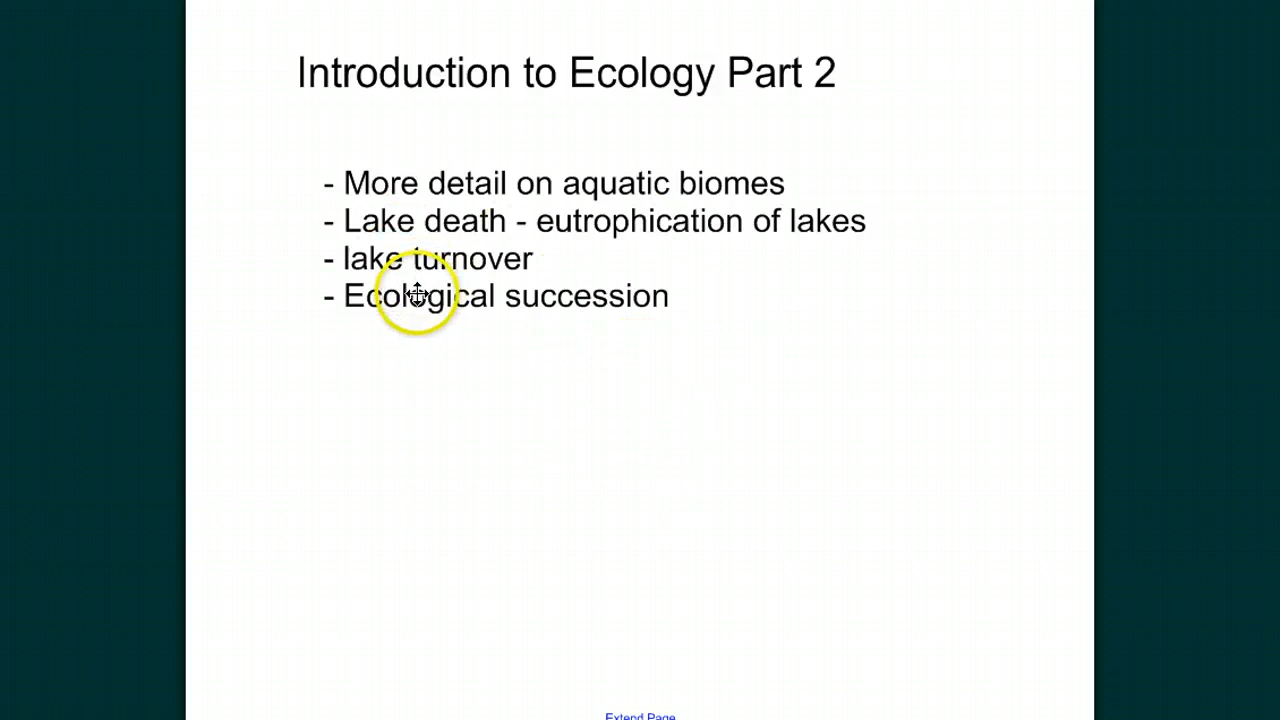 Introduction to Ecology Part 2
- More detail on aquatic biomes
- Lake death - eutrophication of lakes
- lake turnover
- Ecological succession
Extend Page